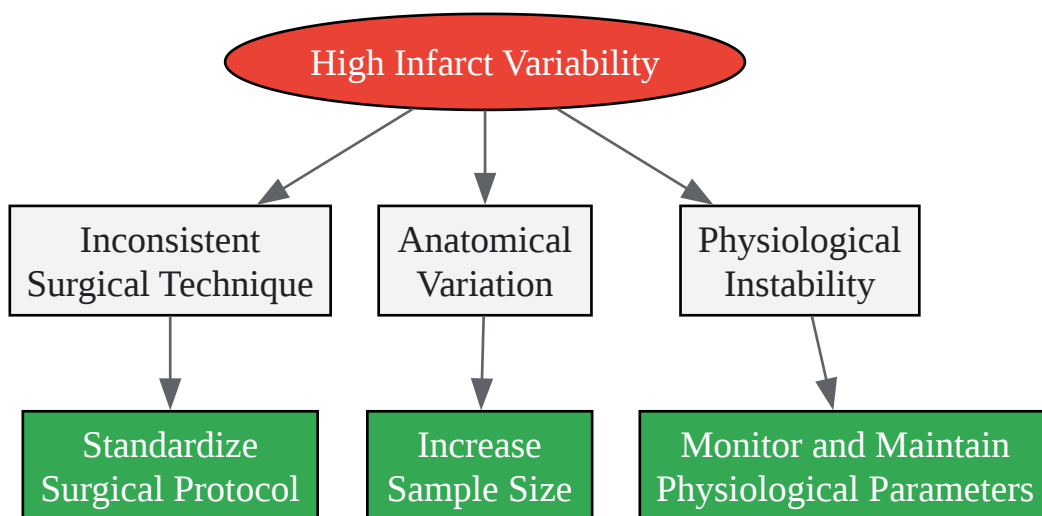 High Infarct Variability
Inconsistent
Surgical Technique
Anatomical
Variation
Physiological
Instability
Standardize
Surgical Protocol
Increase
Sample Size
Monitor and Maintain
Physiological Parameters